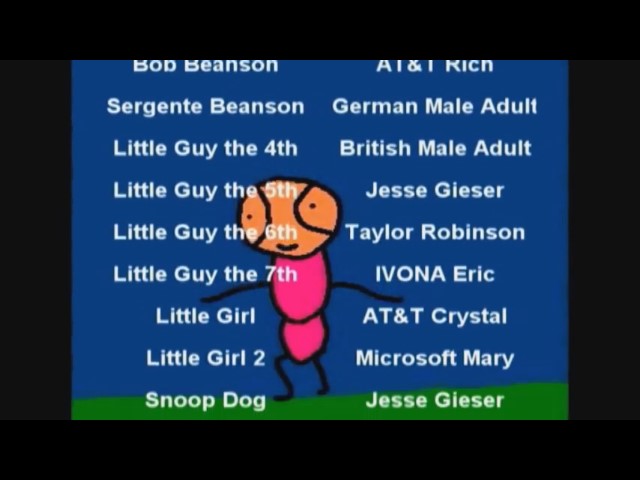 Bob Beanson AT&T Rich
Sergente Beanson German Male Adult
Little Guy the 4th British Male Adult
Little Guy the 5th Jesse Gieser
Little Guy the 6th Taylor Robinson
Little Guy the 7th IVONA Eric
Little Girl AT&T Crystal
Little Girl 2 Microsoft Mary
Snoop Dog Jesse Gieser